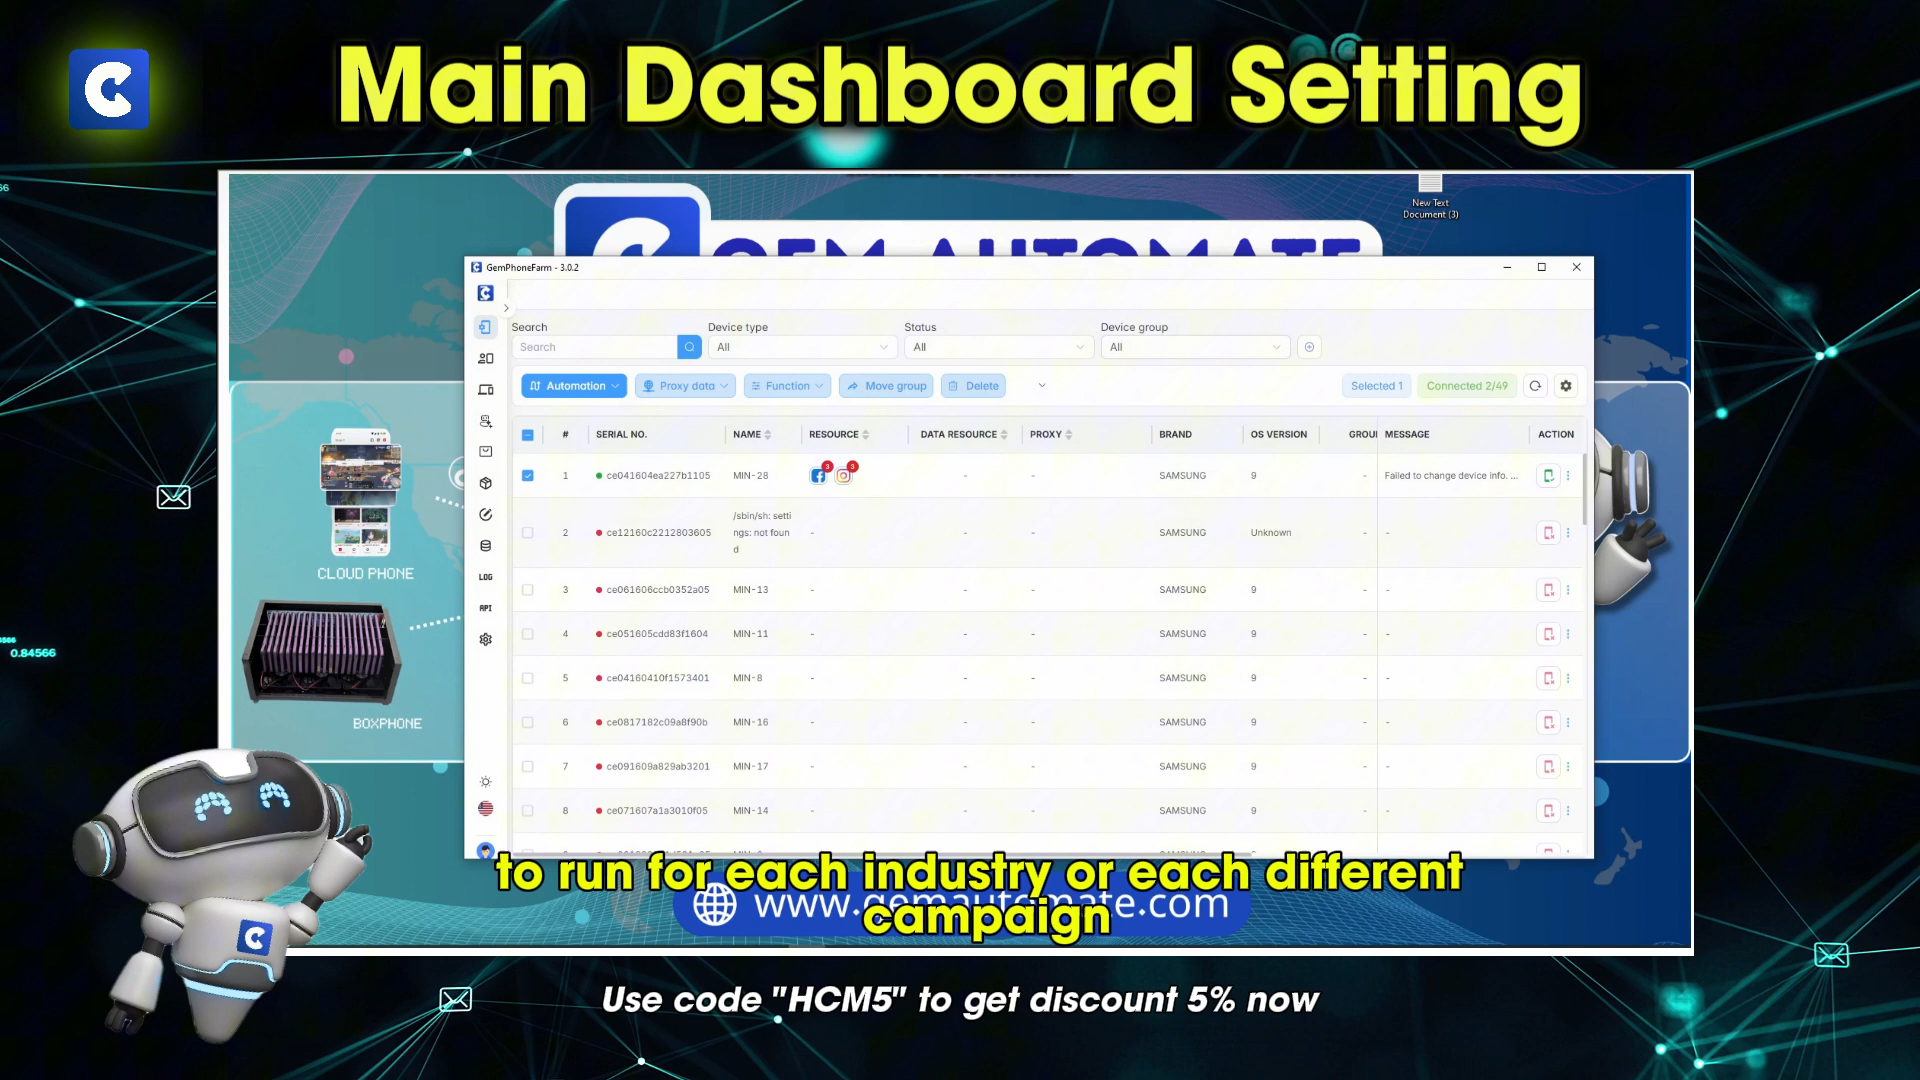 Main Dashboard Setting
New Text
Document (3)
GEM AUTOMATE
GemPhoneFarm - 3.0.2
Search
Device type
Status
Device group
Search
All
All
All
Automation
Proxy data
Function
Move group
Delete
Selected 1
Connected 2/49
# SERIAL NO. NAME RESOURCE DATA RESOURCE PROXY BRAND OS VERSION GROU MESSAGE ACTION
1 ce041604ea227b1105 MIN-28 3 3 - - SAMSUNG 9 - Failed to change device info. ...
2 ce12160c2212803605 /sbin/sh: setti
ngs: not foun
d
- - - SAMSUNG Unknown - -
3 ce061606ccb0352a05 MIN-13 - - - SAMSUNG 9 - -
4 ce051605cdd83f1604 MIN-11 - - - SAMSUNG 9 - -
5 ce04160410f1573401 MIN-8 - - - SAMSUNG 9 - -
6 ce0817182c09a8f90b MIN-16 - - - SAMSUNG 9 - -
7 ce091609a829ab3201 MIN-17 - - - SAMSUNG 9 - -
8 ce071607a1a3010f05 MIN-14 - - - SAMSUNG 9 - -
LOG
API
CLOUD PHONE
BOXPHONE
66
0.84566
to run for each industry or each different
campaign
Use code "HCM5" to get discount 5% now